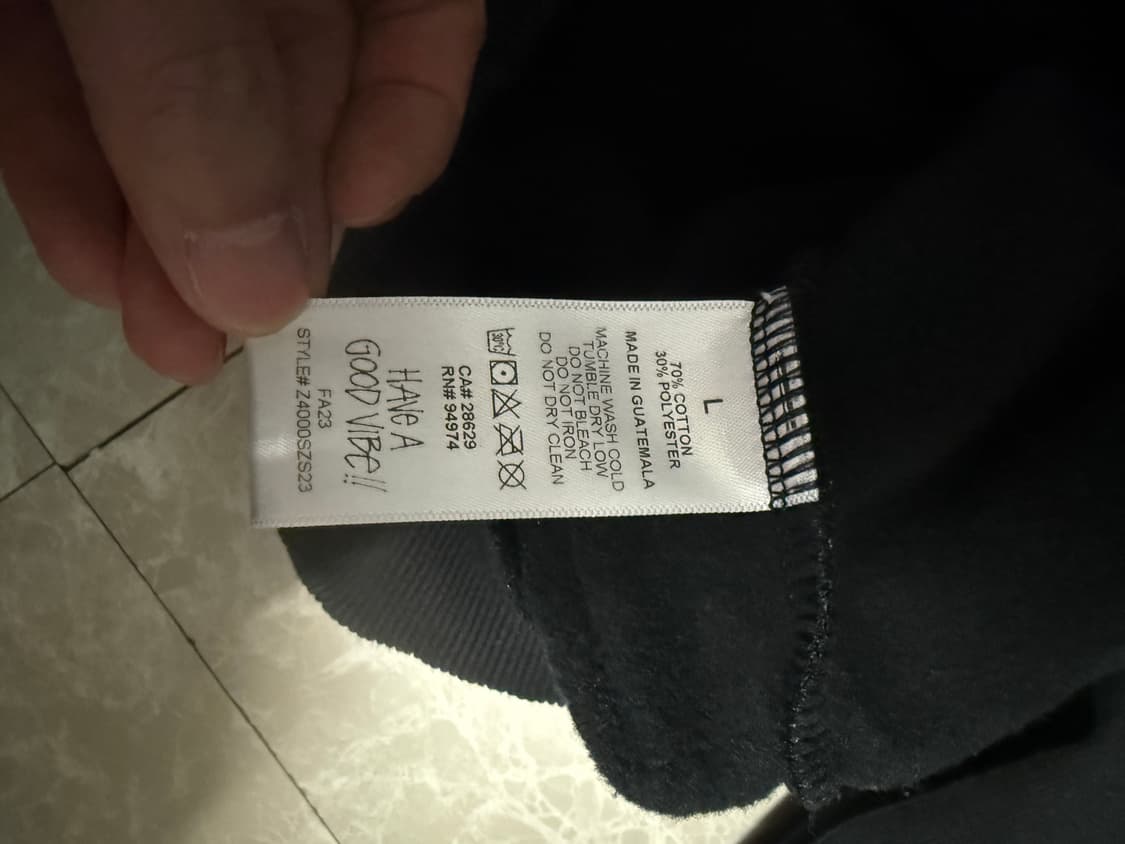 L
70% COTTON
30% POLYESTER
MADE IN GUATEMALA
MACHINE WASH COLD
TUMBLE DRY LOW
DO NOT BLEACH
DO NOT IRON
DO NOT DRY CLEAN
30°C
CA# 28629
RN# 94974
HAVE A
GOOD VIBE!!
FA23
STYLE# Z4000SZS23